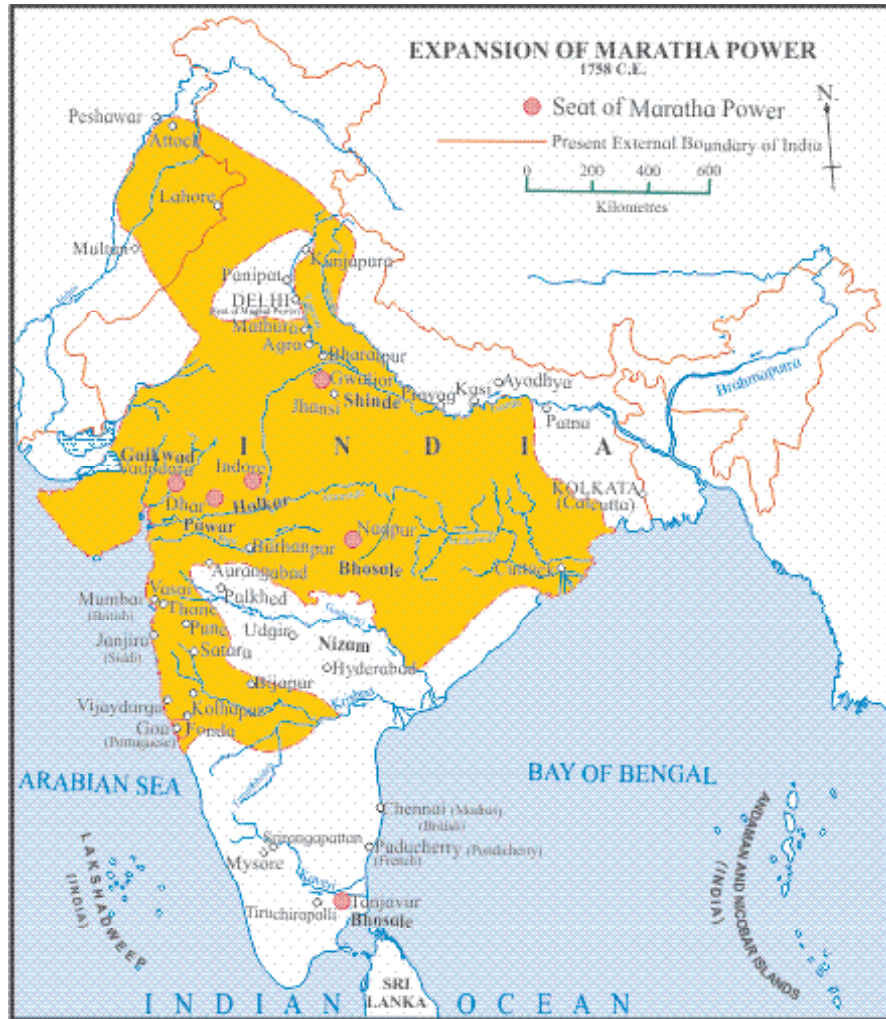 EXPANSION OF MARATHA POWER
1758 C.E.
Seat of Maratha Power
N.
Present External Boundary of India
0 200 400 600
Kilometres
Peshawar
Attock
Lahore
Multan
Kunjapura
Panipat
DELHI
(Seat of Mughal Power)
Mathura
Agra
Bharatpur
Gwalior
Shinde
Jhansi
Prayag
Kasi
Ayodhya
Patna
Brahmaputra
I N D I A
Gaikwad
Vadodara
Indore
Holkar
Dhar
Pawar
KOLKATA
(Calcutta)
Nagpur
Bhosale
Burhanpur
Cuttack
Aurangabad
Palkhed
Vasai
Thane
Mumbai
(British)
Pune
Janjira
(Siddi)
Satara
Udgir
Nizam
Hyderabad
Bijapur
Krishna
Vijaydurga
Kolhapur
Goa
(Portuguese)
Fonda
ARABIAN SEA
BAY OF BENGAL
Chennai (Madras)
(British)
Srirangapattan
Mysore
Puducherry (Pondicherry)
(French)
Kaveri
Tiruchirapalli
Tanjavur
Bhosale
LAKSHADWEEP
(INDIA)
ANDAMAN AND NICOBAR ISLANDS
(INDIA)
SRI
LANKA
INDIAN OCEAN